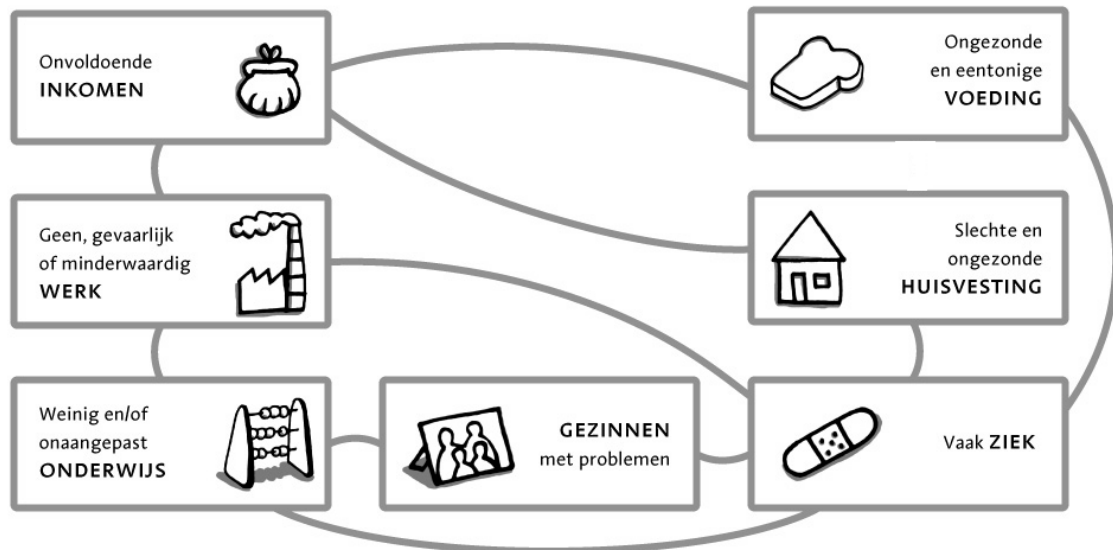 Onvoldoende
INKOMEN
Ongezonde
en eentonige
VOEDING
Geen, gevaarlijk
of minderwaardig
WERK
Slechte en
ongezonde
HUISVESTING
Weinig en/of
onaangepast
ONDERWIJS
GEZINNEN
met problemen
Vaak ZIEK